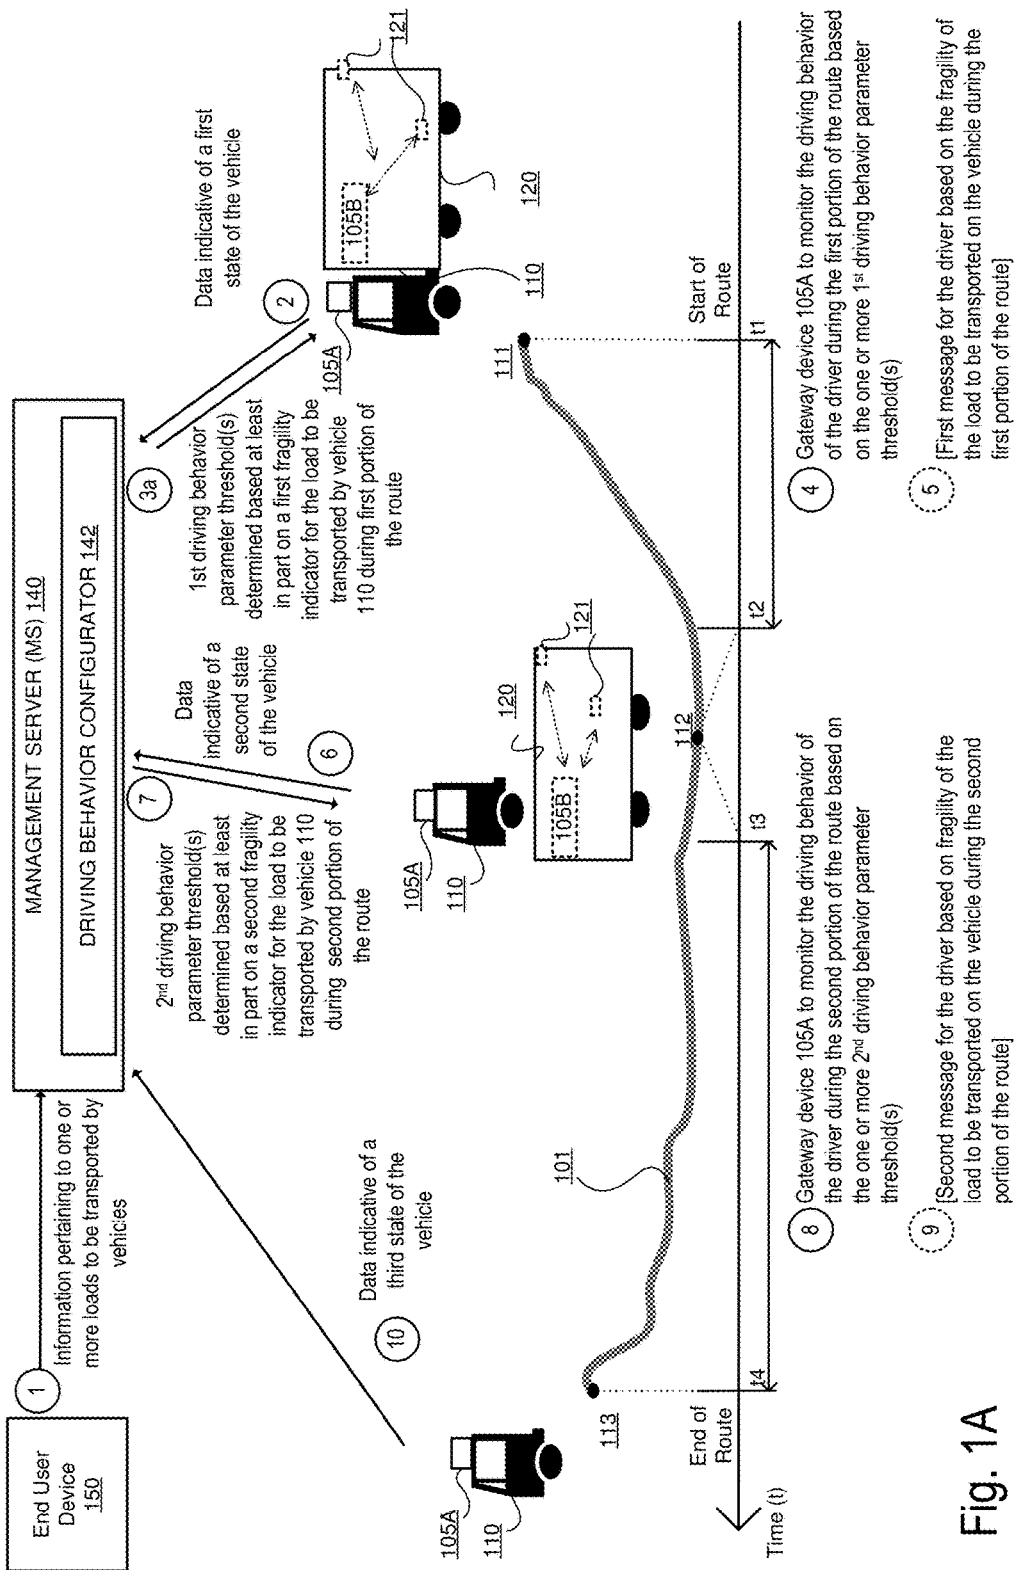 End User
Device
150
1
Information pertaining to one or
more loads to be transported by
vehicles
MANAGEMENT SERVER (MS) 140
DRIVING BEHAVIOR CONFIGURATOR 142
10
Data indicative of a
third state of the
vehicle
7
2nd driving behavior
parameter threshold(s)
determined based at least
in part on a second fragility
indicator for the load to be
transported by vehicle 110
during second portion of
the route
6
Data
indicative of a
second state
of the vehicle
3a
1st driving behavior
parameter threshold(s)
determined based at least
in part on a first fragility
indicator for the load to be
transported by vehicle
110 during first portion of
the route
2
Data indicative of a first
state of the vehicle
105A
110
105A
110
105B
120
121
105A
110
105B
120
121
113
101
112
111
End of
Route
t4
t3
t2
t1
Start of
Route
Time (t)
8
Gateway device 105A to monitor the driving behavior of
the driver during the second portion of the route based on
the one or more 2nd driving behavior parameter
threshold(s)
9
[Second message for the driver based on fragility of the
load to be transported on the vehicle during the second
portion of the route]
4
Gateway device 105A to monitor the driving behavior
of the driver during the first portion of the route based
on the one or more 1st driving behavior parameter
threshold(s)
5
[First message for the driver based on the fragility of
the load to be transported on the vehicle during the
first portion of the route]
Fig. 1A